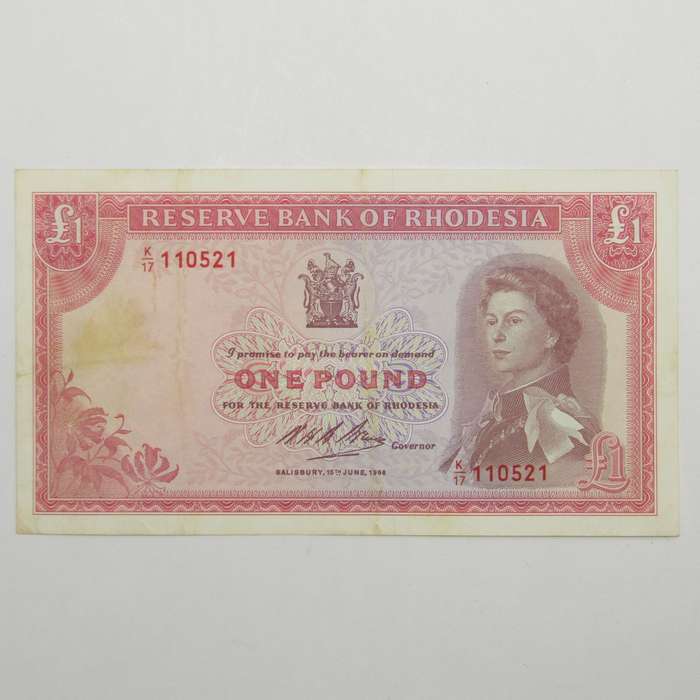 RESERVE BANK OF RHODESIA
£1
£1
K/17 110521
I promise to pay the bearer on demand
ONE POUND
FOR THE RESERVE BANK OF RHODESIA
Governor
SALISBURY, 15TH JUNE, 1968
K/17 110521
£1